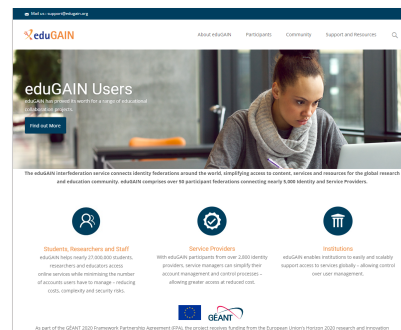 Mail us - support@edugain.org
eduGAIN
About eduGAIN
Participants
Community
Support and Resources
eduGAIN Users
eduGAIN has proved its worth for a range of educational
collaboration projects
Find out More
The eduGAIN interfederation service connects identity federations around the world, simplifying access to content, services and resources for the global research
and education community. eduGAIN comprises over 50 participant federations connecting nearly 5,000 Identity and Service Providers.
Students, Researchers and Staff
eduGAIN helps nearly 27,000,000 students,
researchers and educators access
online services while minimising the number
of accounts users have to manage – reducing
costs, complexity and security risks.
Service Providers
With eduGAIN participants from over 2,800 identity
providers, service managers can simplify their
account management and control processes –
allowing greater access at reduced cost.
Institutions
eduGAIN enables institutions to easily and scalably
support access to services globally – allowing control
over user management.
GÉANT
As part of the GÉANT 2020 Framework Partnership Agreement (FPA), the project receives funding from the European Union's Horizon 2020 research and innovation